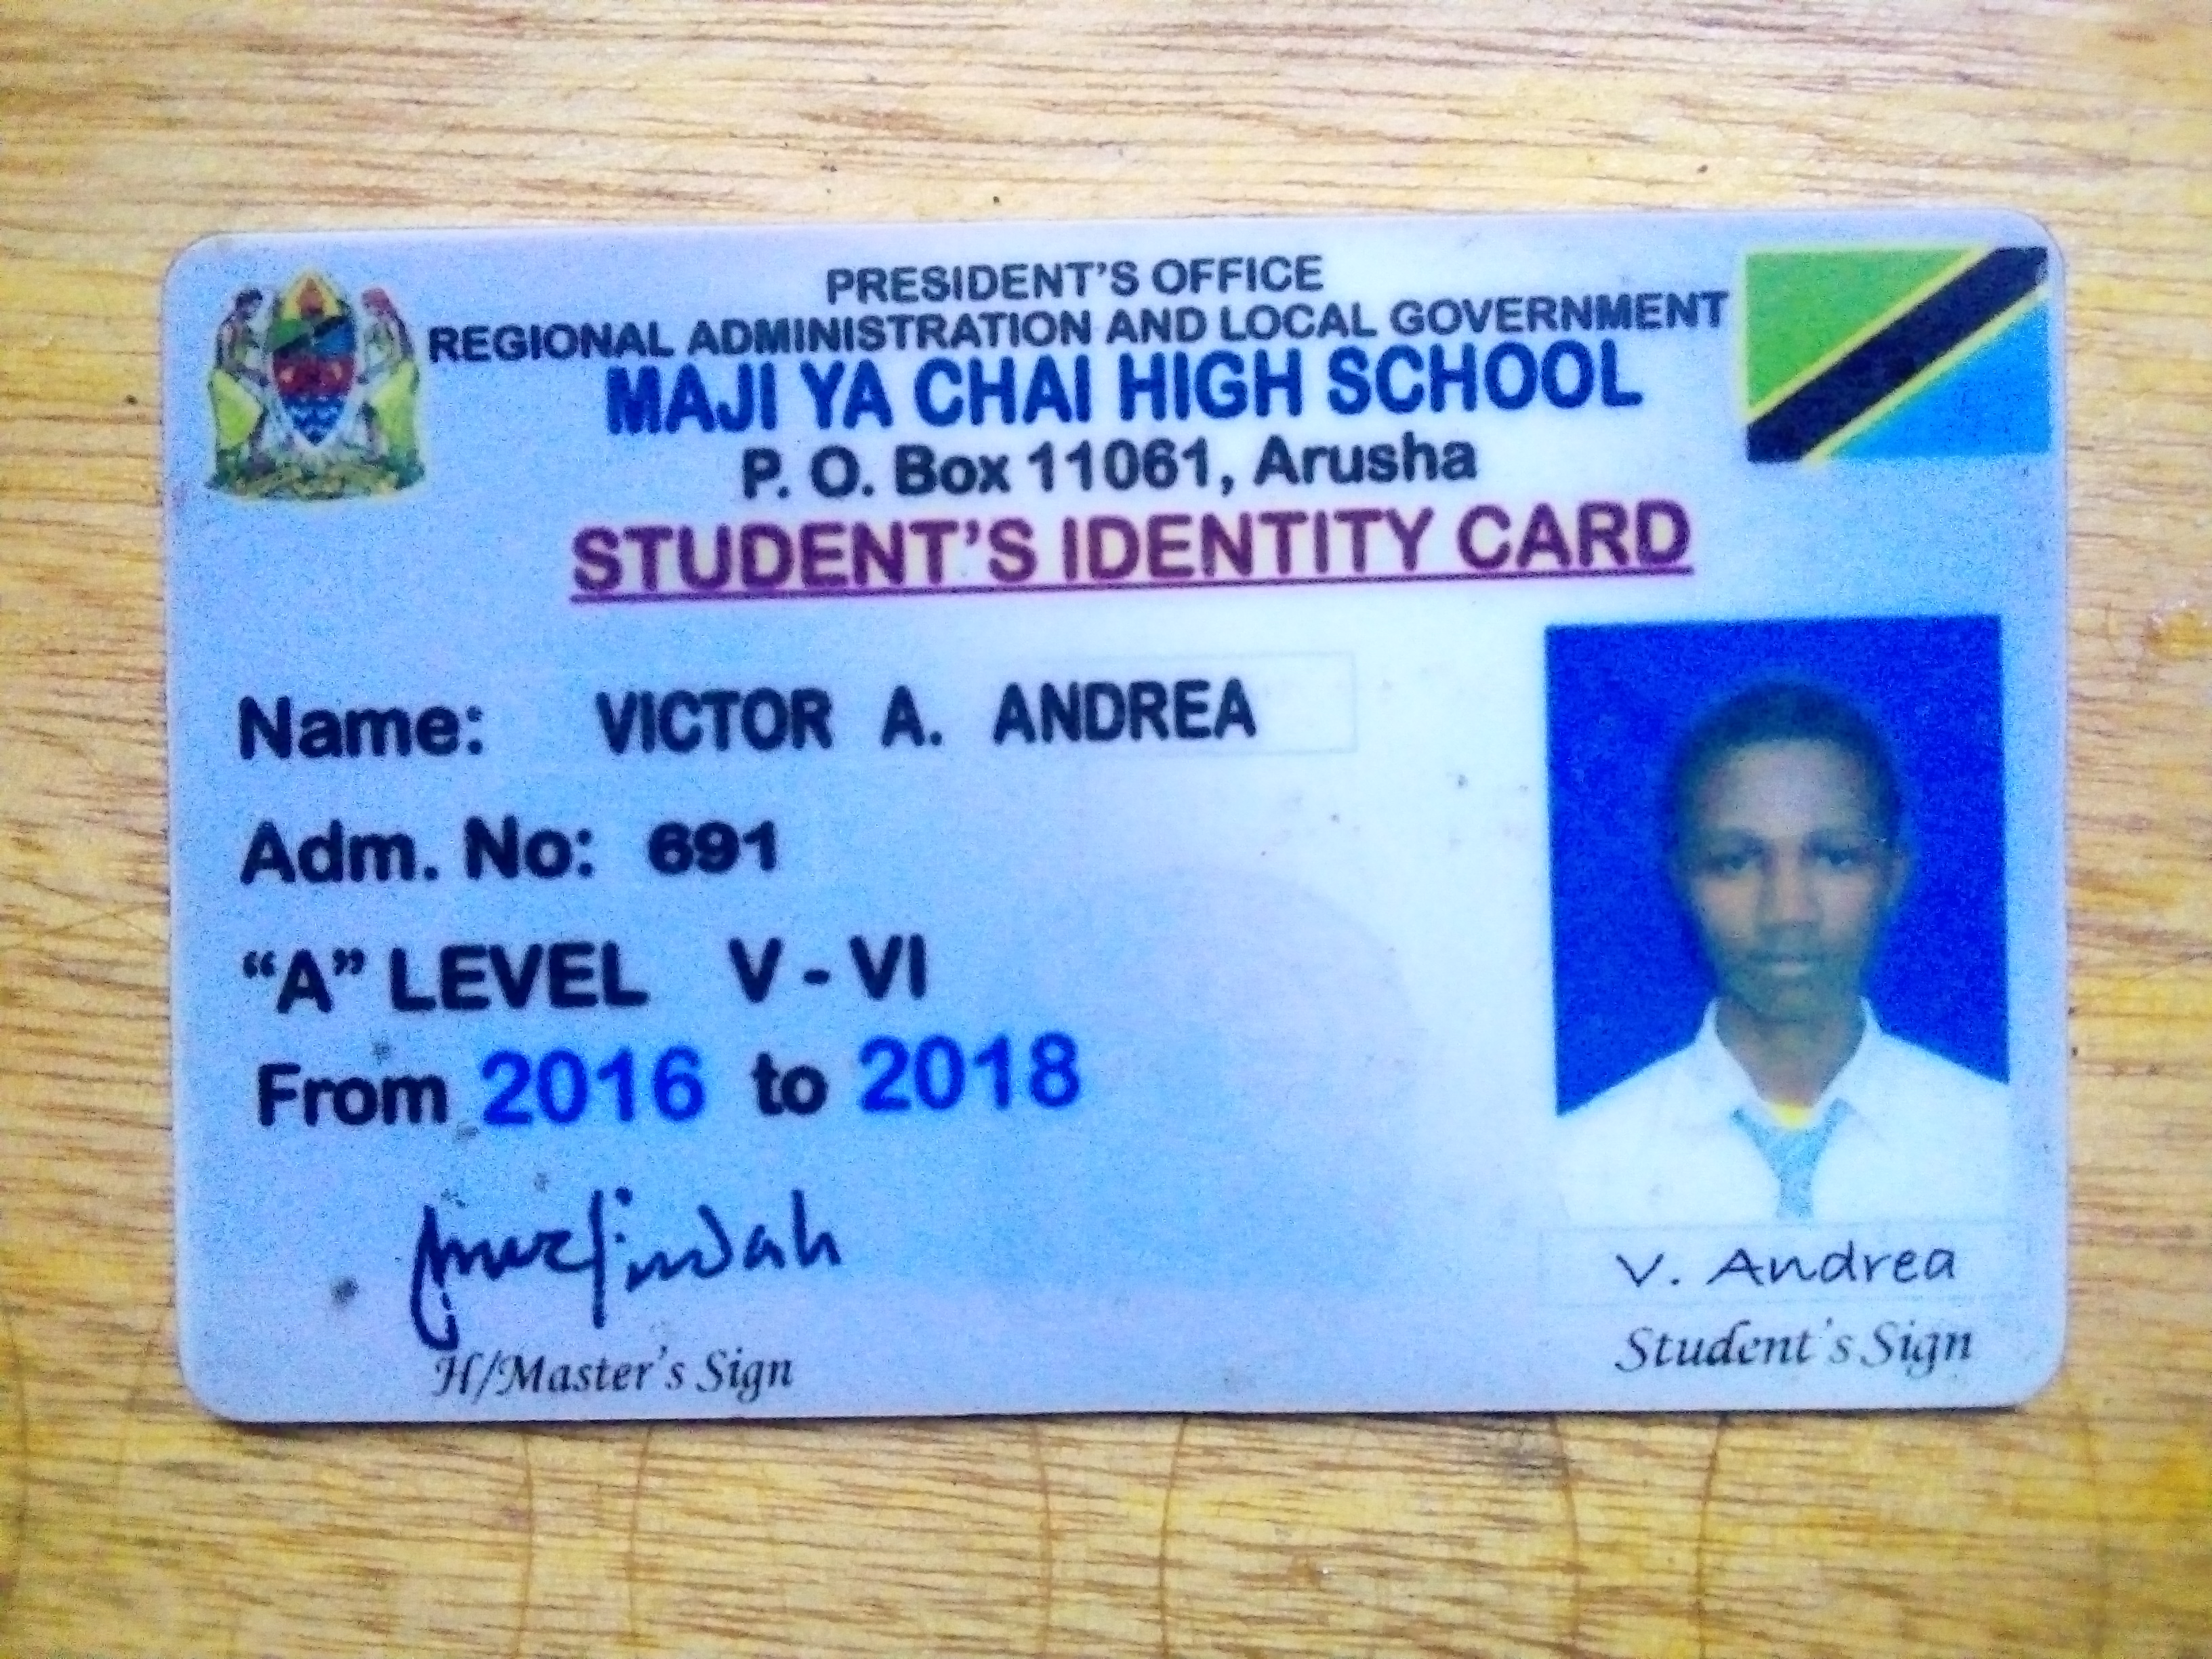 PRESIDENT'S OFFICE
REGIONAL ADMINISTRATION AND LOCAL GOVERNMENT
MAJI YA CHAI HIGH SCHOOL
P. O. Box 11061, Arusha
STUDENT'S IDENTITY CARD
Name: VICTOR A. ANDREA
Adm. No: 691
“A” LEVEL V - VI
From 2016 to 2018
H/Master's Sign
V. Andrea
Student's Sign